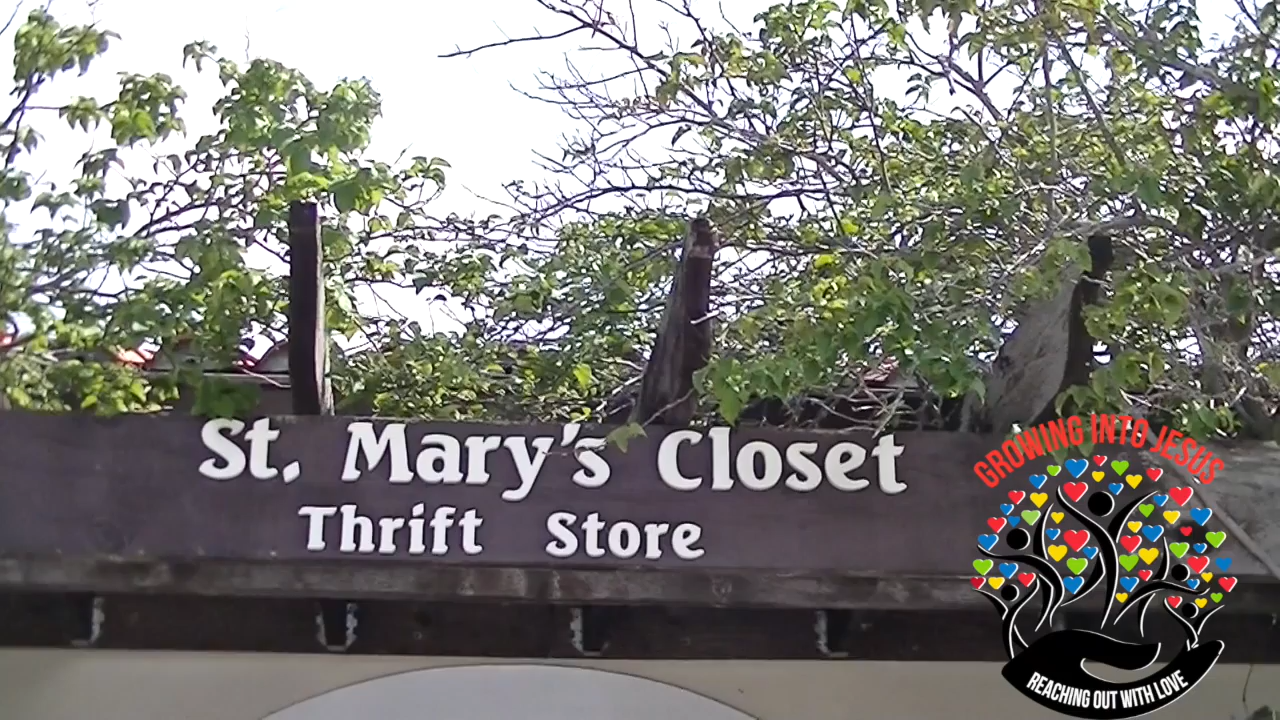 St. Mary's Closet
Thrift Store
GROWING INTO JESUS
REACHING OUT WITH LOVE